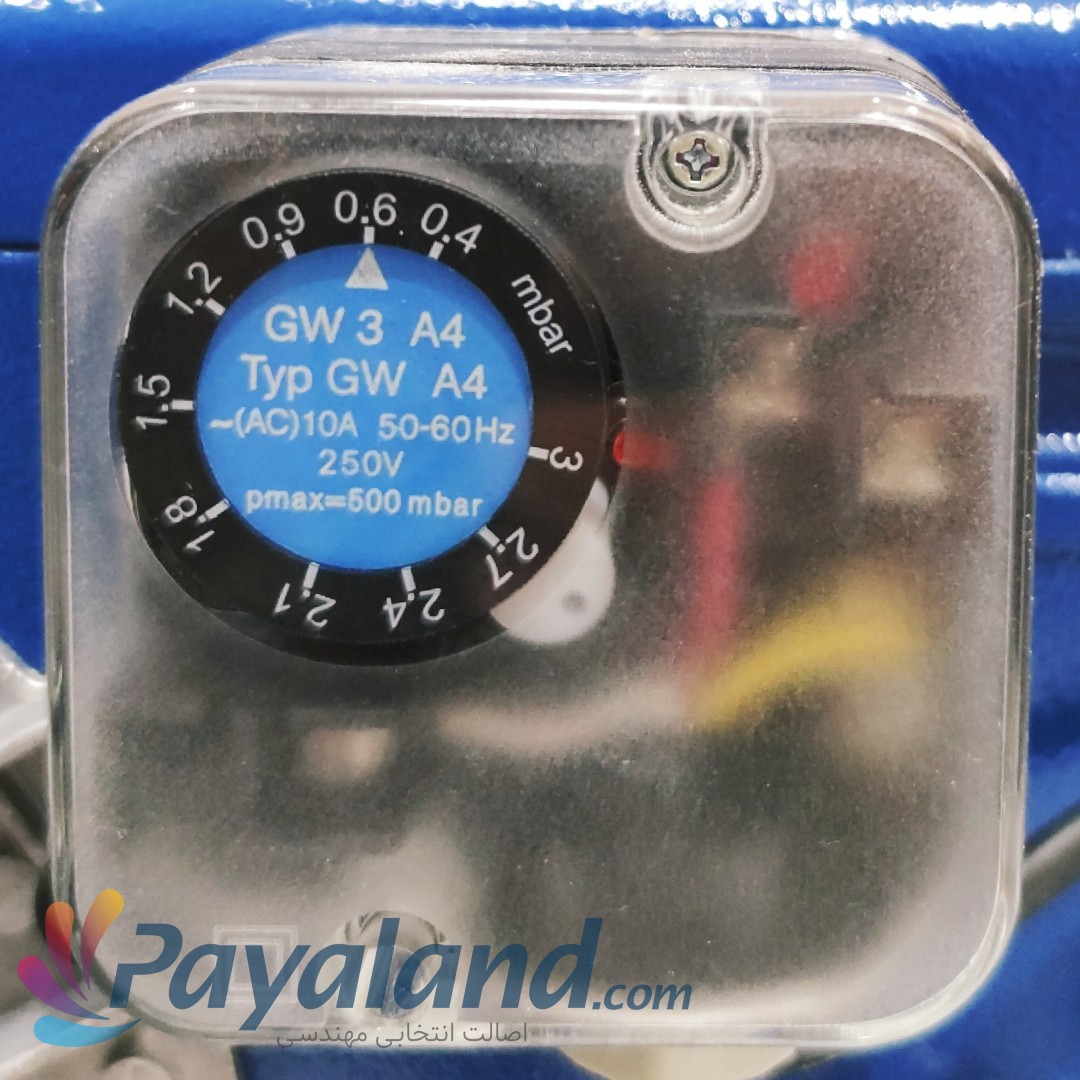 0.4 0.6 0.9 1.2 1.5 1.8 2.1 2.4 2.7 3 mbar
GW 3 A4
Typ GW A4
~(AC)10A 50-60Hz
250V
pmax=500 mbar
Payaland.com
اصالت انتخابی مهندسی